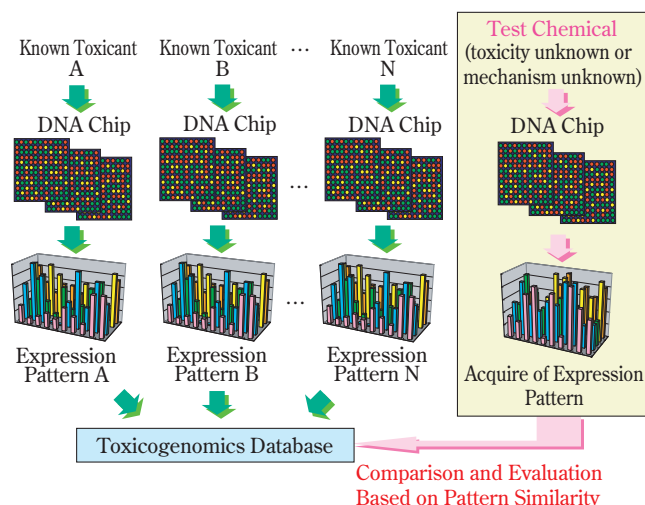 Known Toxicant
A
Known Toxicant
B
...
Known Toxicant
N
DNA Chip
DNA Chip
DNA Chip
...
...
Expression
Pattern A
Expression
Pattern B
Expression
Pattern N
Toxicogenomics Database
Test Chemical
(toxicity unknown or
mechanism unknown)
DNA Chip
Acquire of Expression
Pattern
Comparison and Evaluation
Based on Pattern Similarity